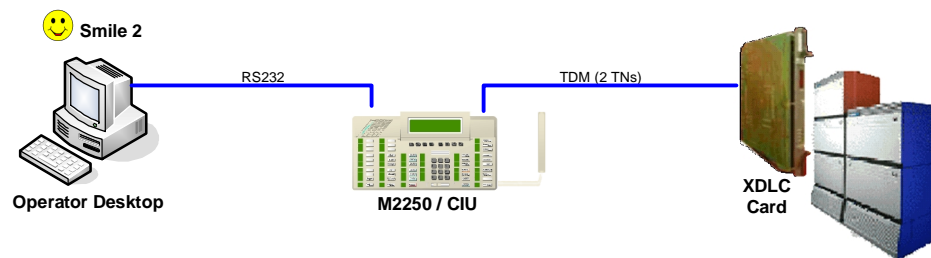 Smile 2
RS232
TDM (2 TNs)
Operator Desktop
M2250 / CIU
XDLC
Card